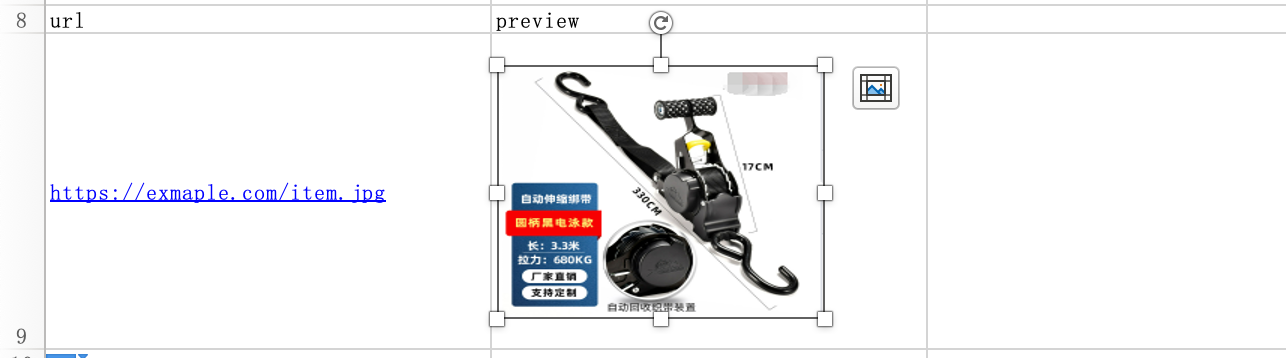 8 url preview
https://exmaple.com/item.jpg
17CM
330CM
自动伸缩绑带
圆柄黑电泳款
长：3.3米
拉力：680KG
厂家直销
支持定制
自动回收织带装置
9